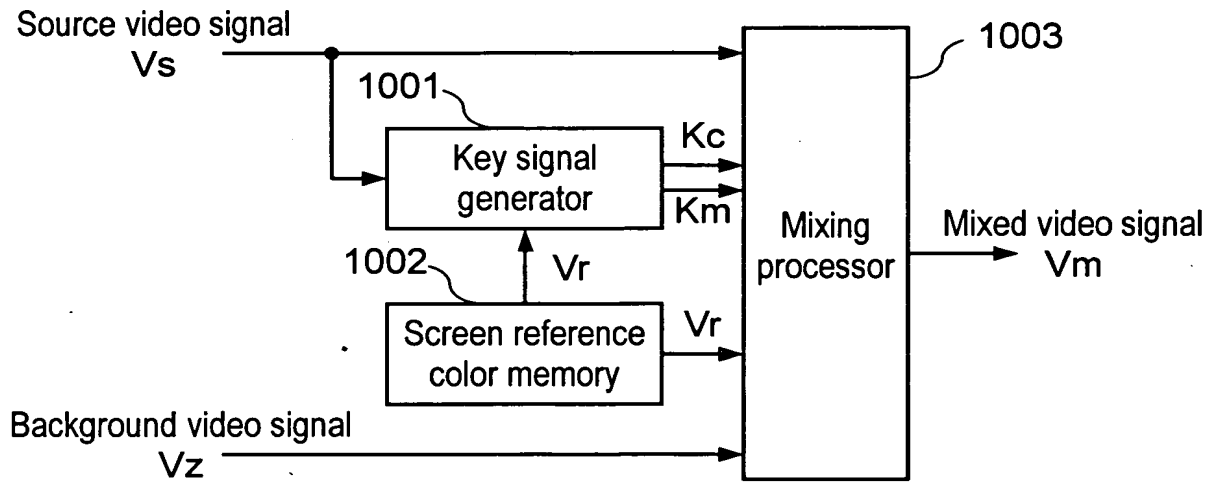 Source video signal
Vs
1003
1001
Key signal
generator
Kc
Km
Mixing
processor
Mixed video signal
Vm
1002
Vr
Screen reference
color memory
Vr
Background video signal
Vz